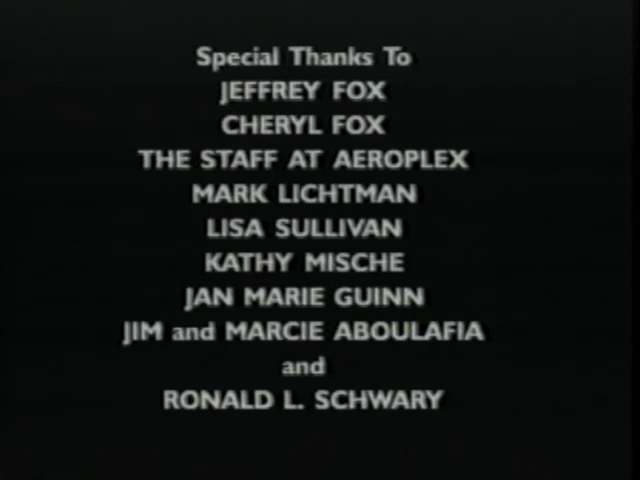 Special Thanks To
JEFFREY FOX
CHERYL FOX
THE STAFF AT AEROPLEX
MARK LICHTMAN
LISA SULLIVAN
KATHY MISCHE
JAN MARIE GUINN
JIM and MARCIE ABOULAFIA
and
RONALD L. SCHWARY